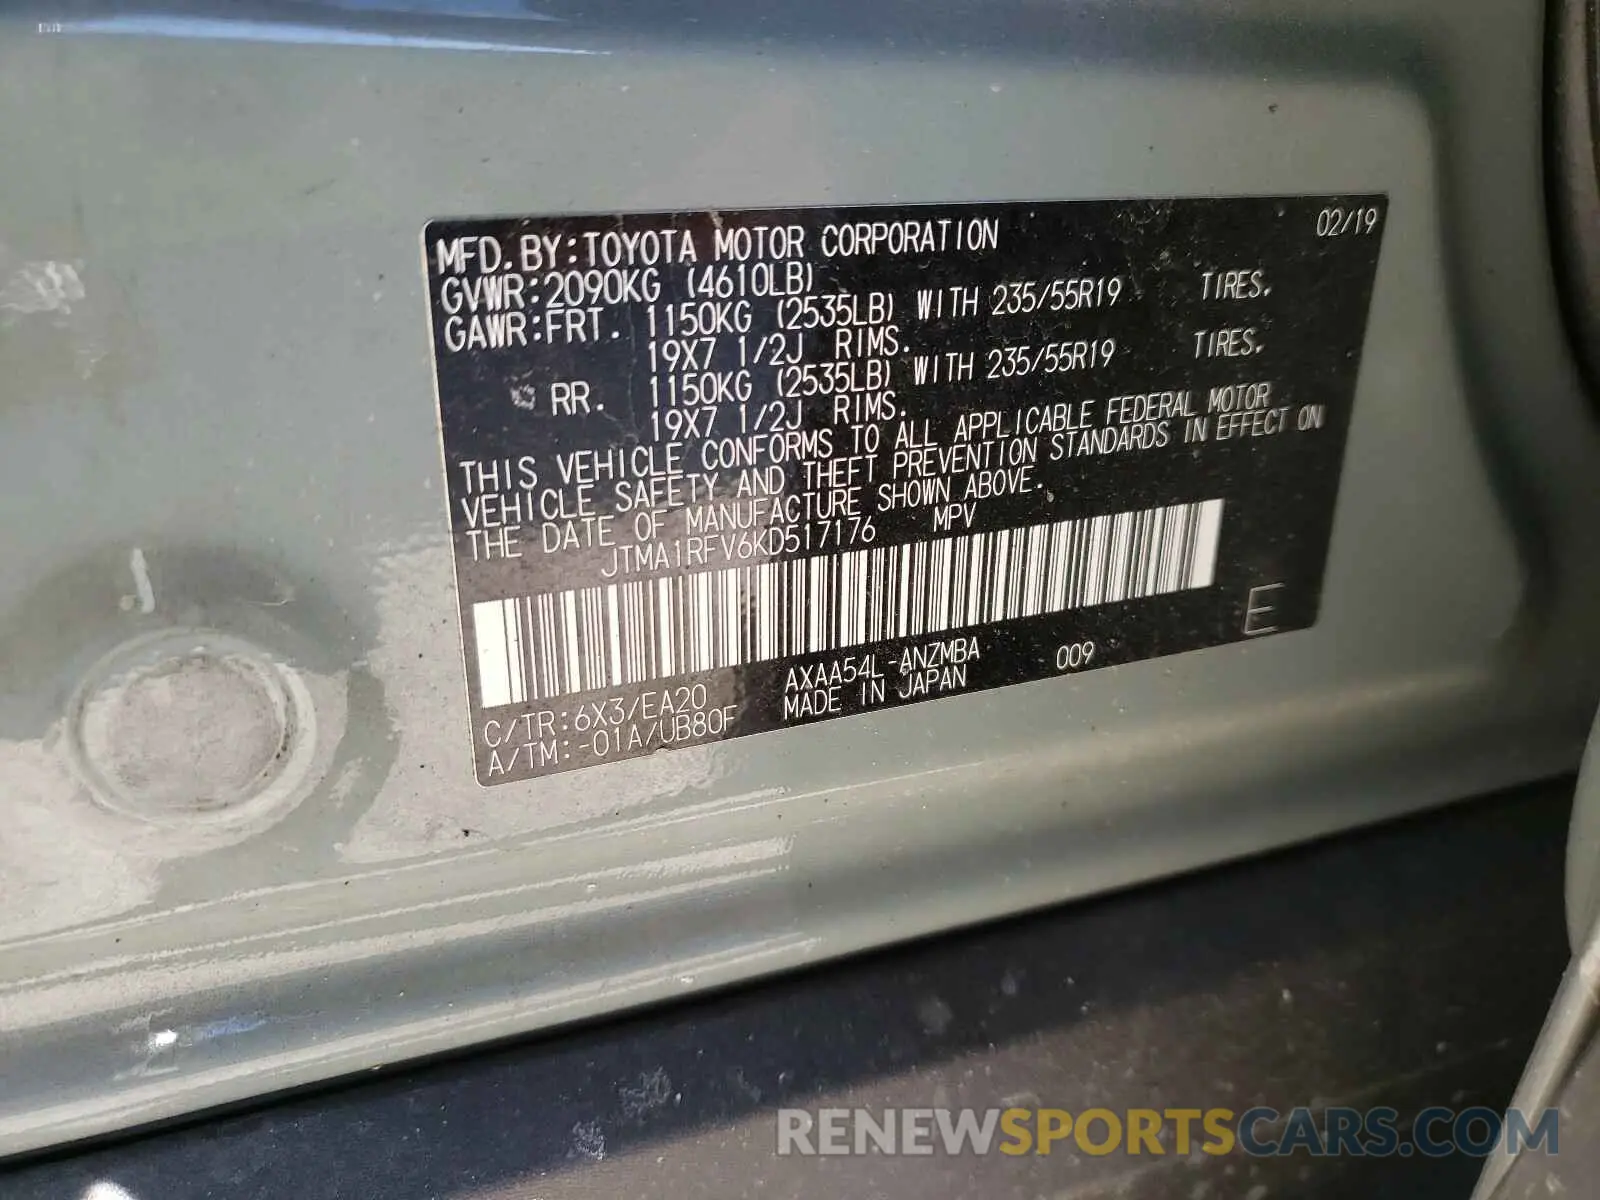 MFD. BY: TOYOTA MOTOR CORPORATION 02/19
GVWR: 2090KG (4610LB)
GAWR: FRT. 1150KG (2535LB) WITH 235/55R19 TIRES.
19X7 1/2J RIMS.
RR. 1150KG (2535LB) WITH 235/55R19 TIRES.
19X7 1/2J RIMS.
THIS VEHICLE CONFORMS TO ALL APPLICABLE FEDERAL MOTOR
VEHICLE SAFETY AND THEFT PREVENTION STANDARDS IN EFFECT ON
THE DATE OF MANUFACTURE SHOWN ABOVE.
JTMA1RFV6KD517176 MPV
E
C/TR: 6X3/EA20 AXAA54L-ANZMBA 009
A/TM: -01A/UB80F MADE IN JAPAN
RENEWSPORTSCARS.COM